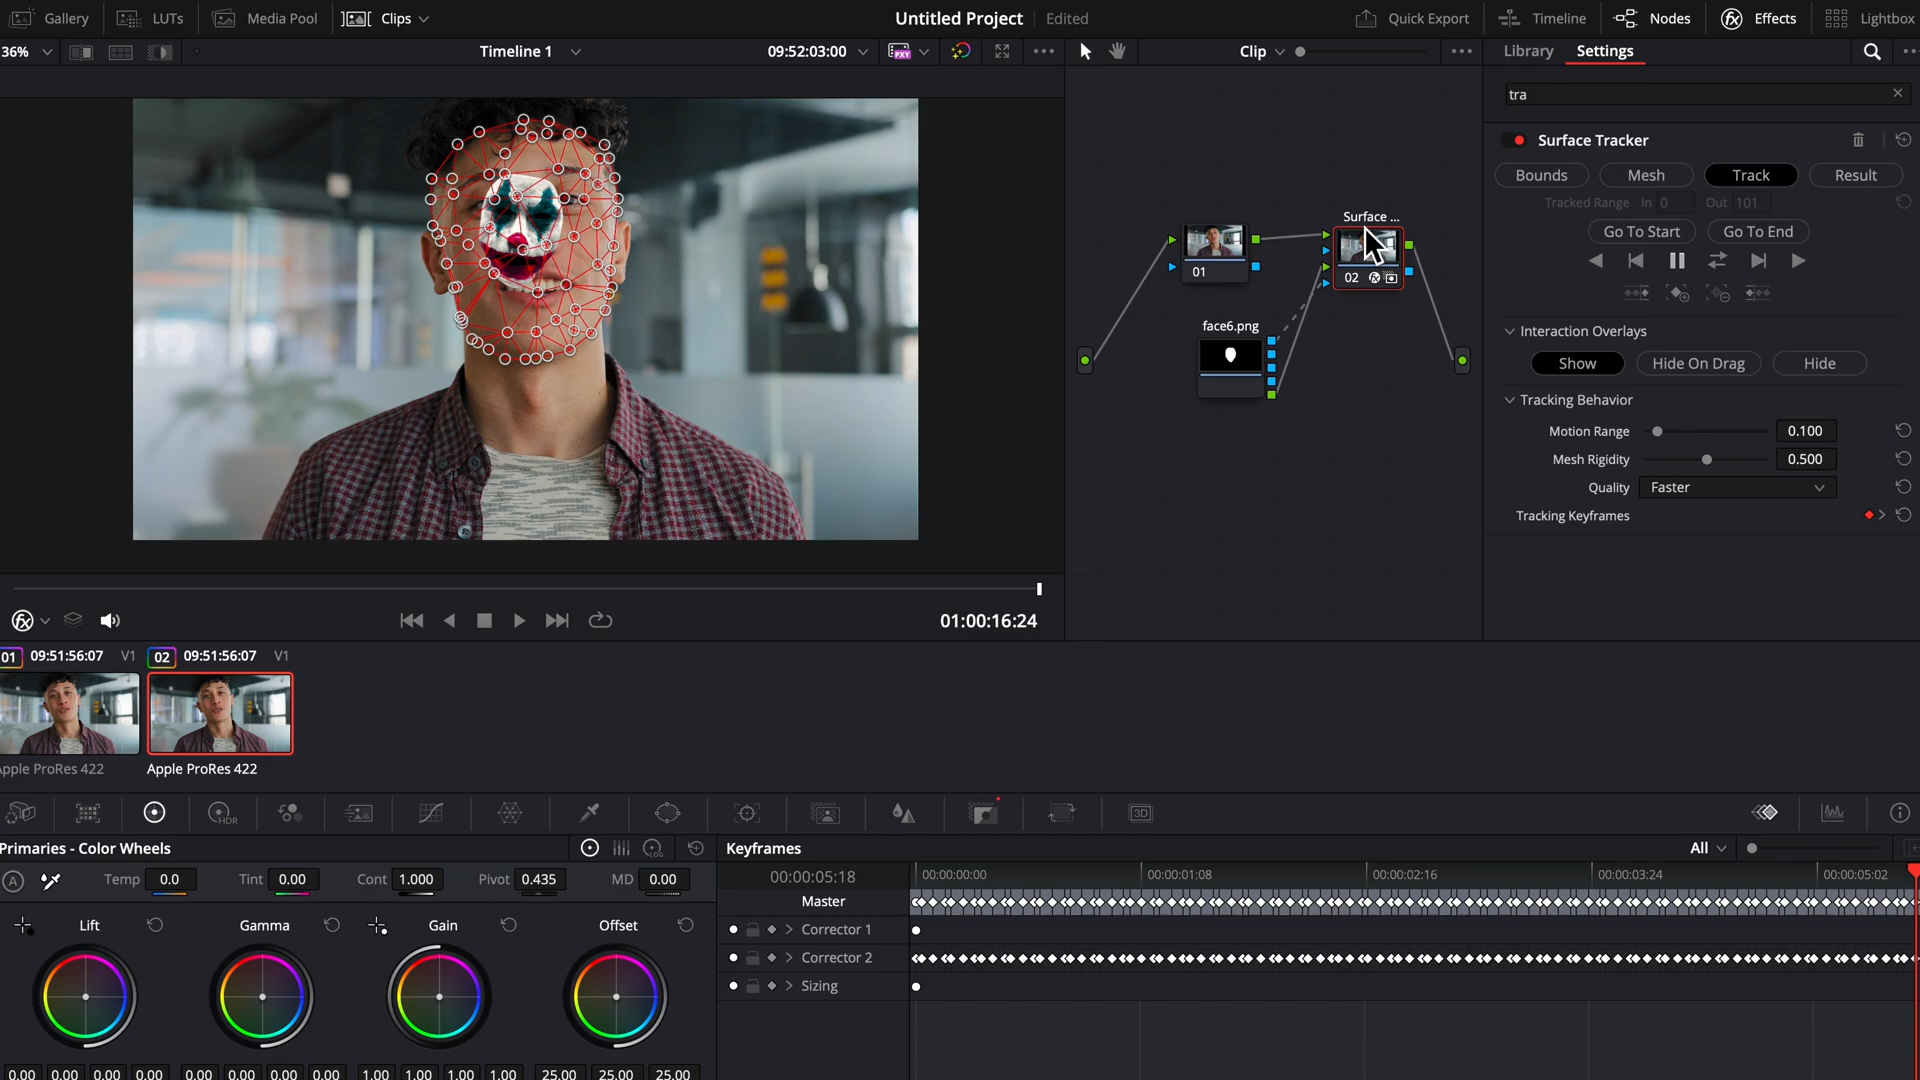 Gallery LUTs Media Pool Clips Untitled Project Edited Quick Export Timeline Nodes Effects Lightbox
36% Timeline 1 09:52:03:00 PXY Clip Library Settings
tra
Surface Tracker
Bounds Mesh Track Result
Tracked Range In 0 Out 101
Go To Start Go To End
Surface ...
01
02
face6.png
Interaction Overlays
Show Hide On Drag Hide
Tracking Behavior
Motion Range 0.100
Mesh Rigidity 0.500
Quality Faster
Tracking Keyframes
01:00:16:24
01 09:51:56:07 V1 02 09:51:56:07 V1
Apple ProRes 422
pple ProRes 422
HDR
3D
Primaries - Color Wheels
LOG
Keyframes
All
A Temp 0.0 Tint 0.00 Cont 1.000 Pivot 0.435 MD 0.00
00:00:05:18 00:00:00:00 00:00:01:08 00:00:02:16 00:00:03:24 00:00:05:02
Master
Lift Gamma Gain Offset
Corrector 1
Corrector 2
Sizing
0.00 0.00 0.00 0.00 0.00 0.00 0.00 0.00 1.00 1.00 1.00 1.00 25.00 25.00 25.00